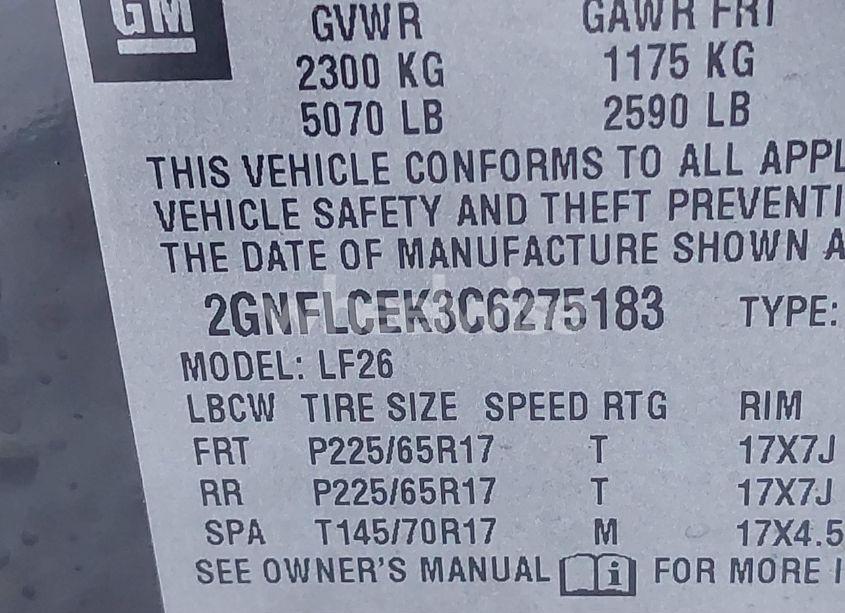 GM
GVWR GAWR FRT
2300 KG 1175 KG
5070 LB 2590 LB
THIS VEHICLE CONFORMS TO ALL APPL
VEHICLE SAFETY AND THEFT PREVENTI
THE DATE OF MANUFACTURE SHOWN A
2GNFLCEK3C6275183 TYPE:
MODEL: LF26
LBCW TIRE SIZE SPEED RTG RIM
FRT P225/65R17 T 17X7J
RR P225/65R17 T 17X7J
SPA T145/70R17 M 17X4.5
SEE OWNER'S MANUAL i FOR MORE I